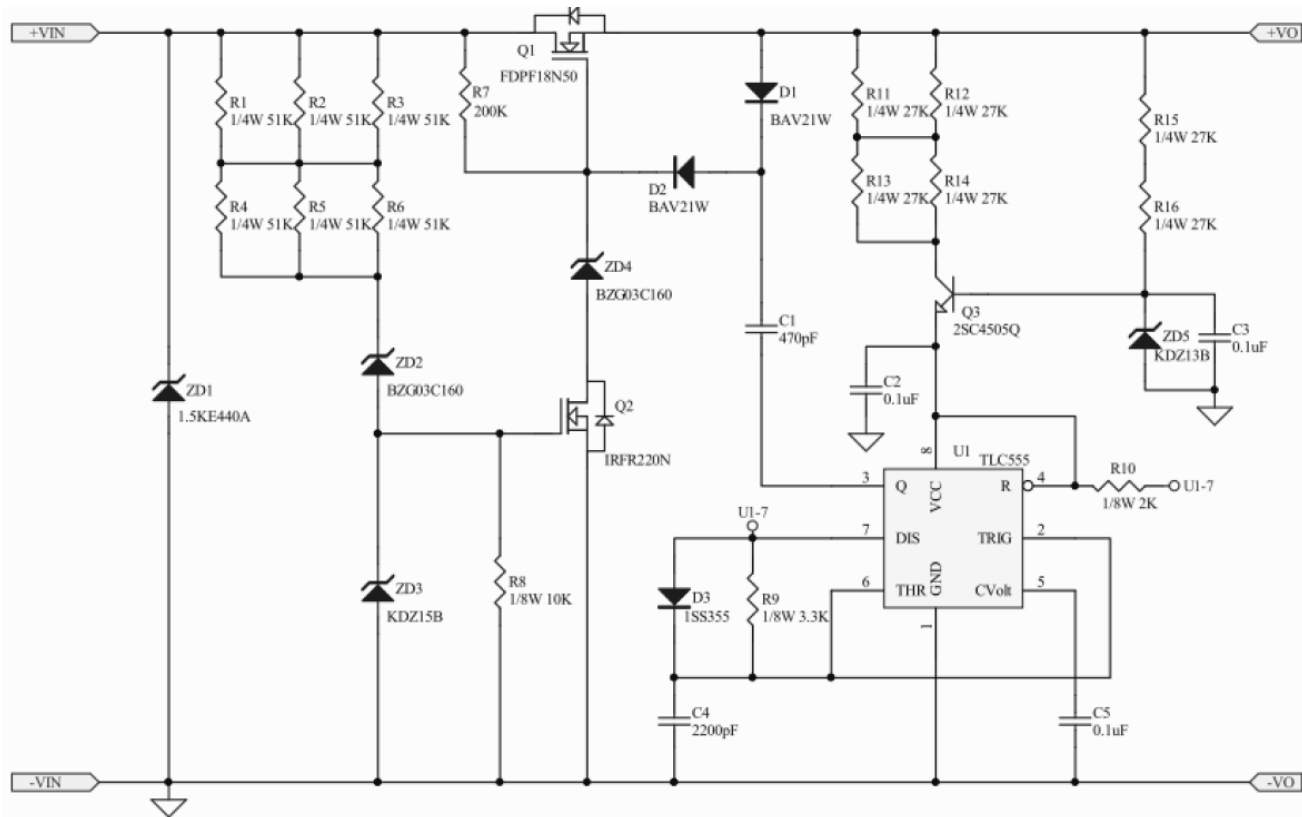 +VIN
+VO
Q1
FDPF18N50
R1
1/4W 51K
R2
1/4W 51K
R3
1/4W 51K
R7
200K
D1
BAV21W
R11
1/4W 27K
R12
1/4W 27K
R15
1/4W 27K
R4
1/4W 51K
R5
1/4W 51K
R6
1/4W 51K
D2
BAV21W
R13
1/4W 27K
R14
1/4W 27K
R16
1/4W 27K
ZD4
BZG03C160
Q3
2SC4505Q
C1
470pF
ZD5
KDZ13B
C3
0.1uF
ZD2
BZG03C160
ZD1
1.5KE440A
C2
0.1uF
Q2
IRFR220N
8
U1
TLC555
3
Q
VCC
R
4
R10
1/8W 2K
U1-7
U1-7
7
DIS
TRIG
2
6
THR
GND
CVolt
5
1
ZD3
KDZ15B
R8
1/8W 10K
D3
1SS355
R9
1/8W 3.3K
C4
2200pF
C5
0.1uF
-VIN
-VO